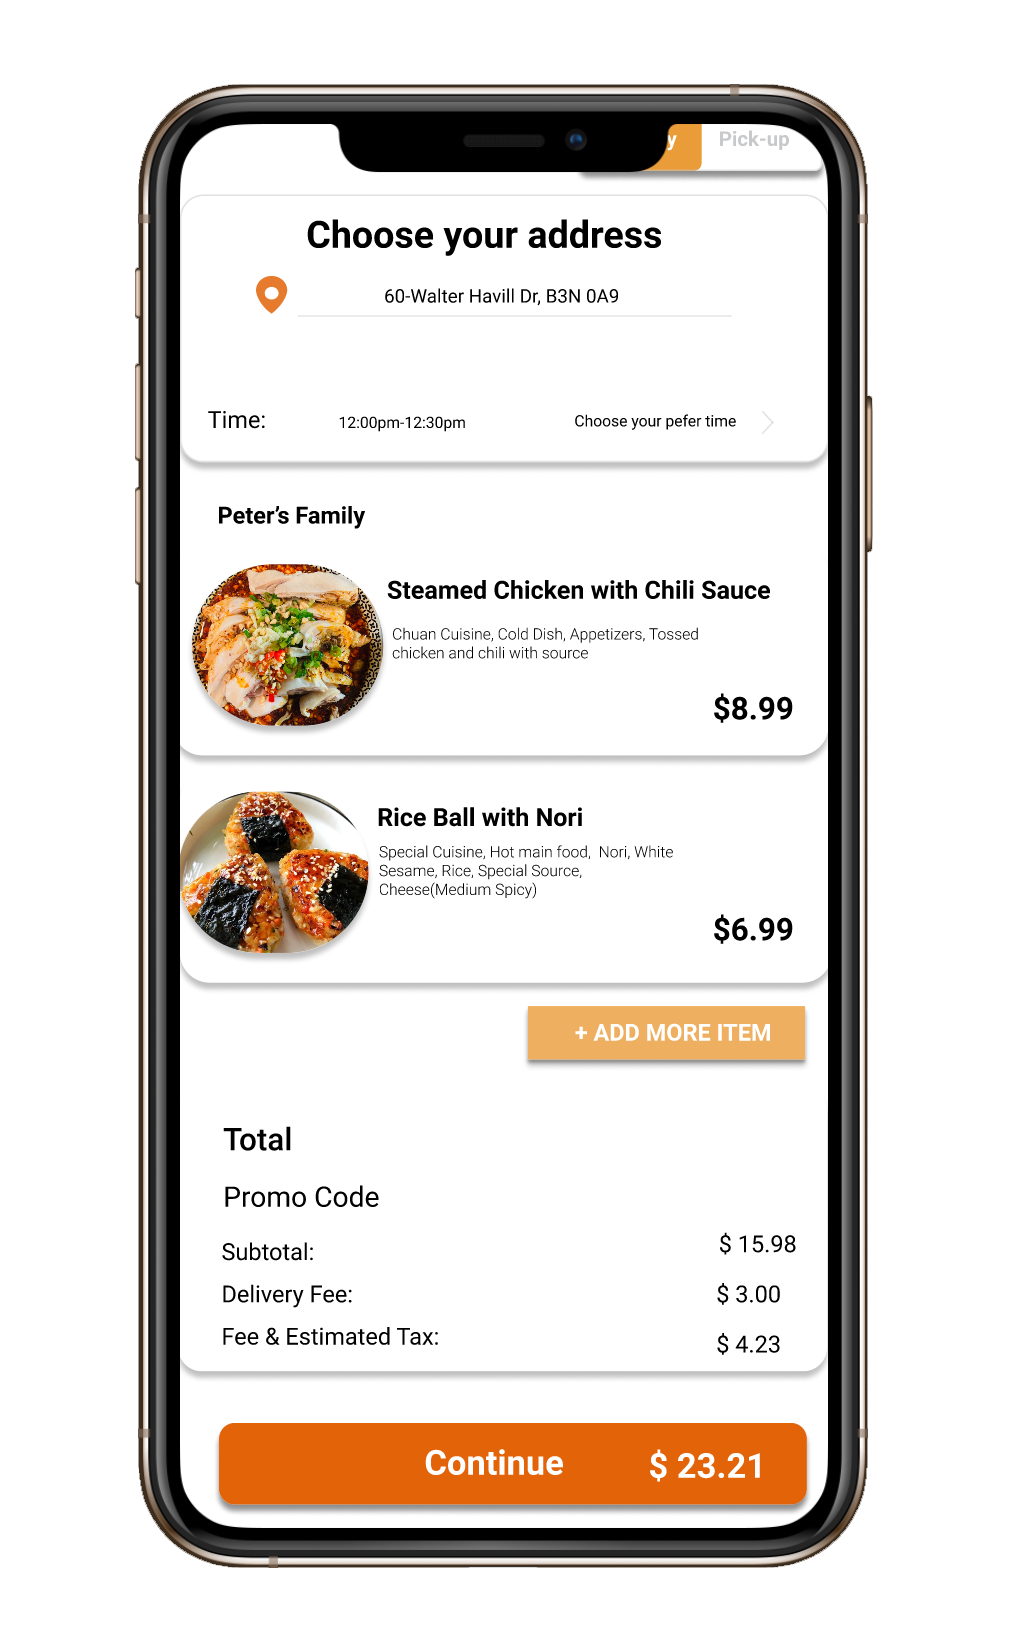 y Pick-up
Choose your address
60-Walter Havill Dr, B3N 0A9
Time: 12:00pm-12:30pm Choose your pefer time
Peter's Family
Steamed Chicken with Chili Sauce
Chuan Cuisine, Cold Dish, Appetizers, Tossed
chicken and chili with source
$8.99
Rice Ball with Nori
Special Cuisine, Hot main food, Nori, White
Sesame, Rice, Special Source,
Cheese(Medium Spicy)
$6.99
+ ADD MORE ITEM
Total
Promo Code
Subtotal: $ 15.98
Delivery Fee: $ 3.00
Fee & Estimated Tax: $ 4.23
Continue $ 23.21